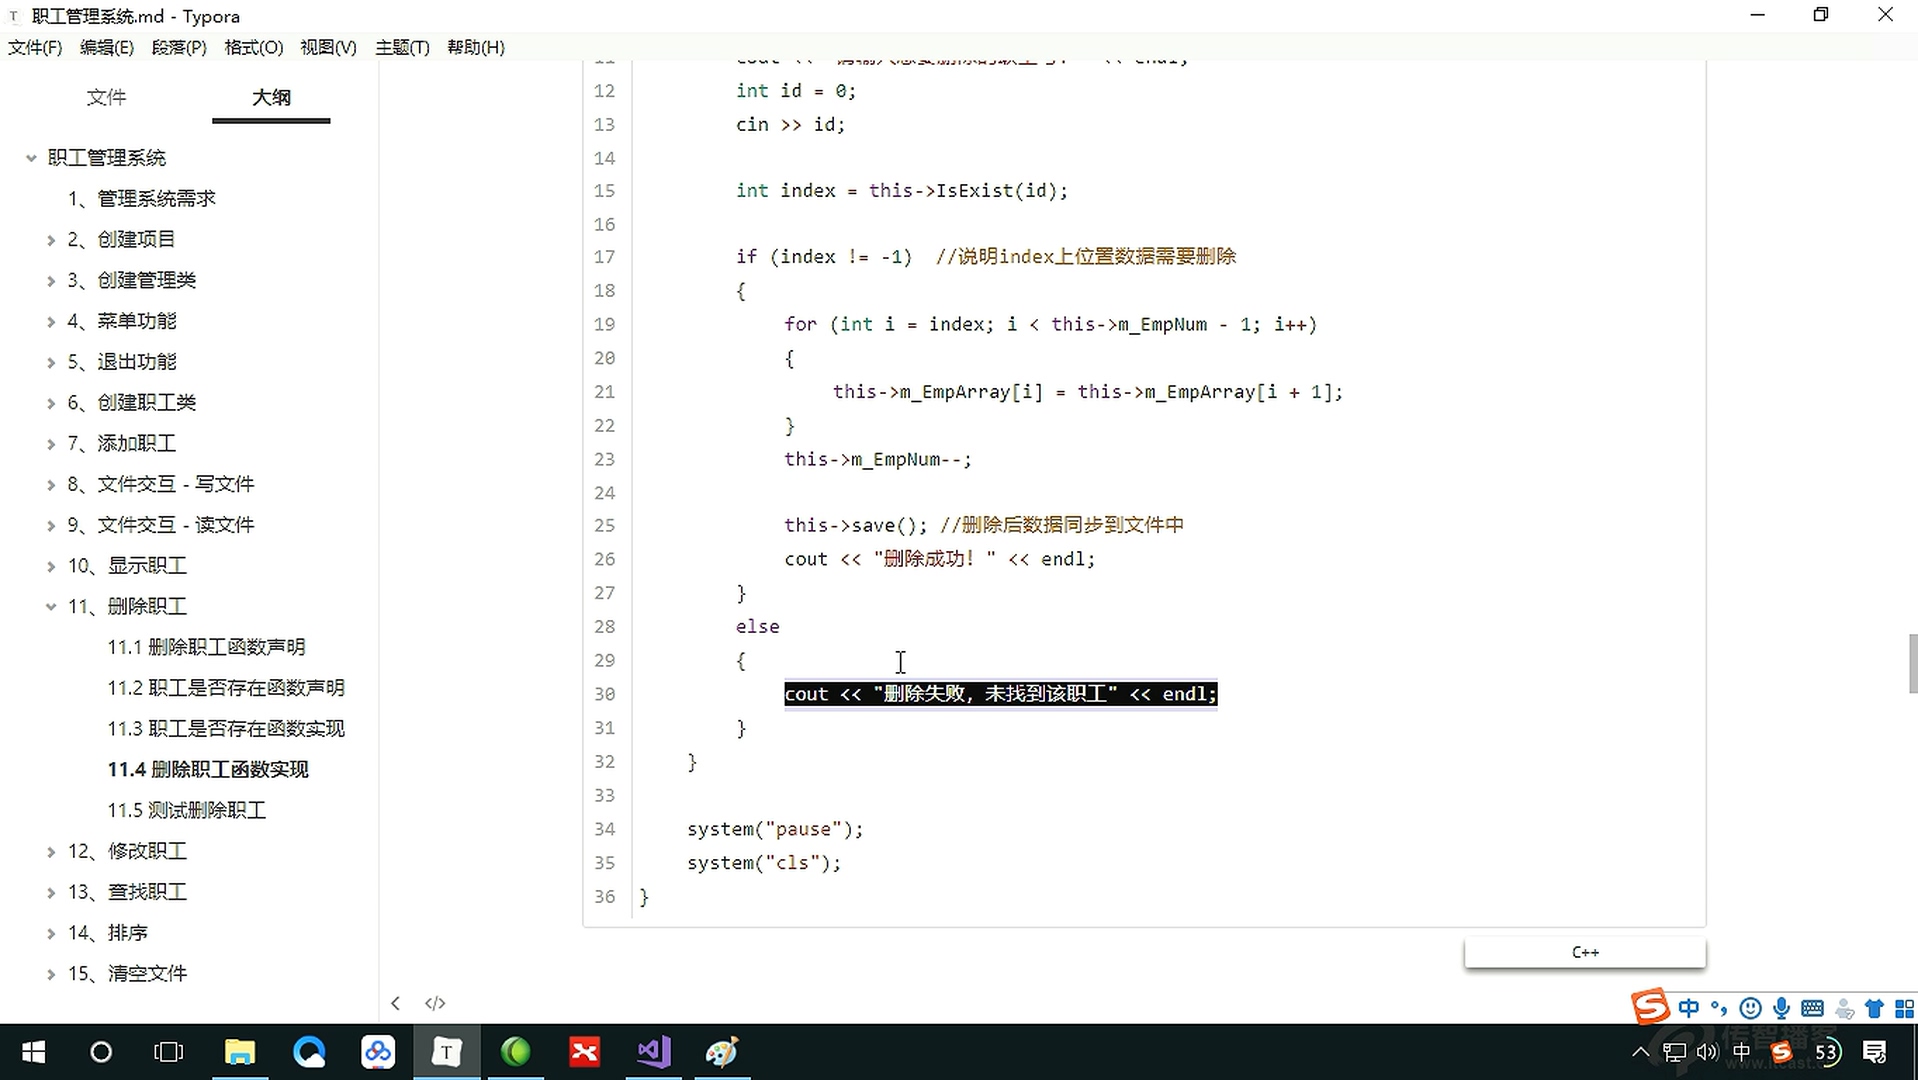 职工管理系统.md - Typora
文件(F) 编辑(E) 段落(P) 格式(O) 视图(V) 主题(T) 帮助(H)
文件 大纲
职工管理系统
1、管理系统需求
2、创建项目
3、创建管理类
4、菜单功能
5、退出功能
6、创建职工类
7、添加职工
8、文件交互 - 写文件
9、文件交互 - 读文件
10、显示职工
11、删除职工
11.1 删除职工函数声明
11.2 职工是否存在函数声明
11.3 职工是否存在函数实现
11.4 删除职工函数实现
11.5 测试删除职工
12、修改职工
13、查找职工
14、排序
15、清空文件
12 int id = 0;
13 cin >> id;
14
15 int index = this->IsExist(id);
16
17 if (index != -1) //说明index上位置数据需要删除
18 {
19 for (int i = index; i < this->m_EmpNum - 1; i++)
20 {
21 this->m_EmpArray[i] = this->m_EmpArray[i + 1];
22 }
23 this->m_EmpNum--;
24
25 this->save(); //删除后数据同步到文件中
26 cout << "删除成功！" << endl;
27 }
28 else
29 {
30 cout << "删除失败，未找到该职工" << endl;
31 }
32 }
33
34 system("pause");
35 system("cls");
36 }
C++
中
传智播客
中 53
www.itcast.c